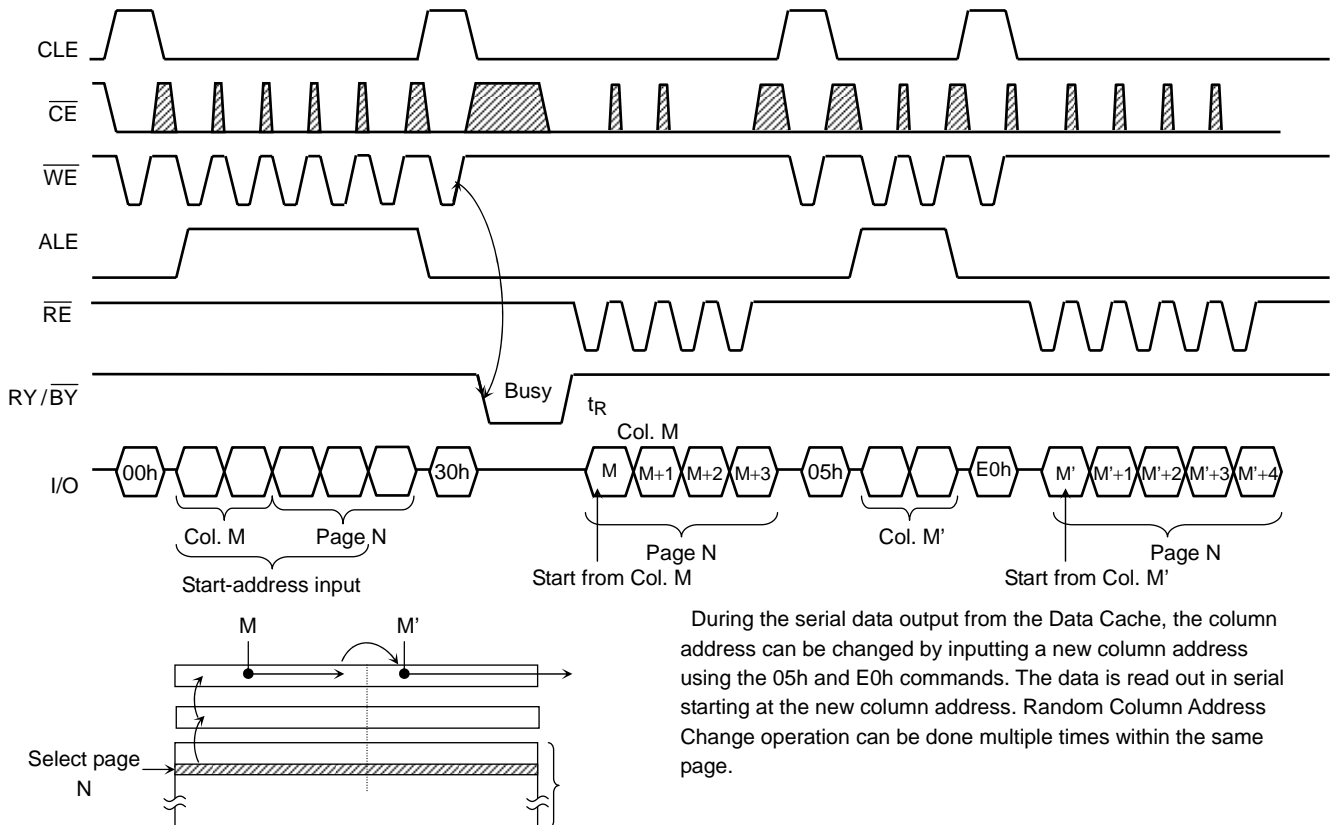 CLE
CE
WE
ALE
RE
RY/BY
Busy
tR
Col. M
I/O
00h
30h
M
M+1
M+2
M+3
05h
E0h
M'
M'+1
M'+2
M'+3
M'+4
Col. M
Page N
Page N
Col. M'
Page N
Start-address input
Start from Col. M
Start from Col. M'
M
M'
Select page
N
During the serial data output from the Data Cache, the column
address can be changed by inputting a new column address
using the 05h and E0h commands. The data is read out in serial
starting at the new column address. Random Column Address
Change operation can be done multiple times within the same
page.